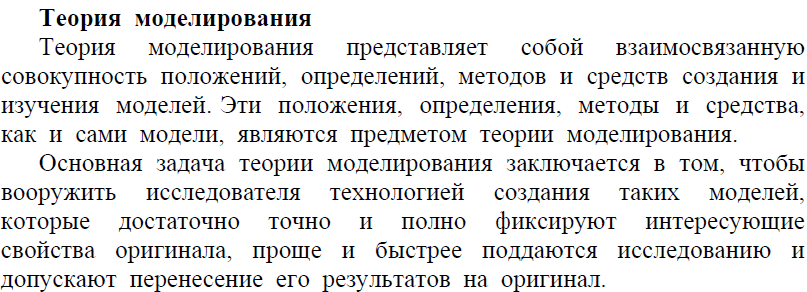 Теория моделирования
Теория моделирования представляет собой взаимосвязанную
совокупность положений, определений, методов и средств создания и
изучения моделей. Эти положения, определения, методы и средства,
как и сами модели, являются предметом теории моделирования.
Основная задача теории моделирования заключается в том, чтобы
вооружить исследователя технологией создания таких моделей,
которые достаточно точно и полно фиксируют интересующие
свойства оригинала, проще и быстрее поддаются исследованию и
допускают перенесение его результатов на оригинал.